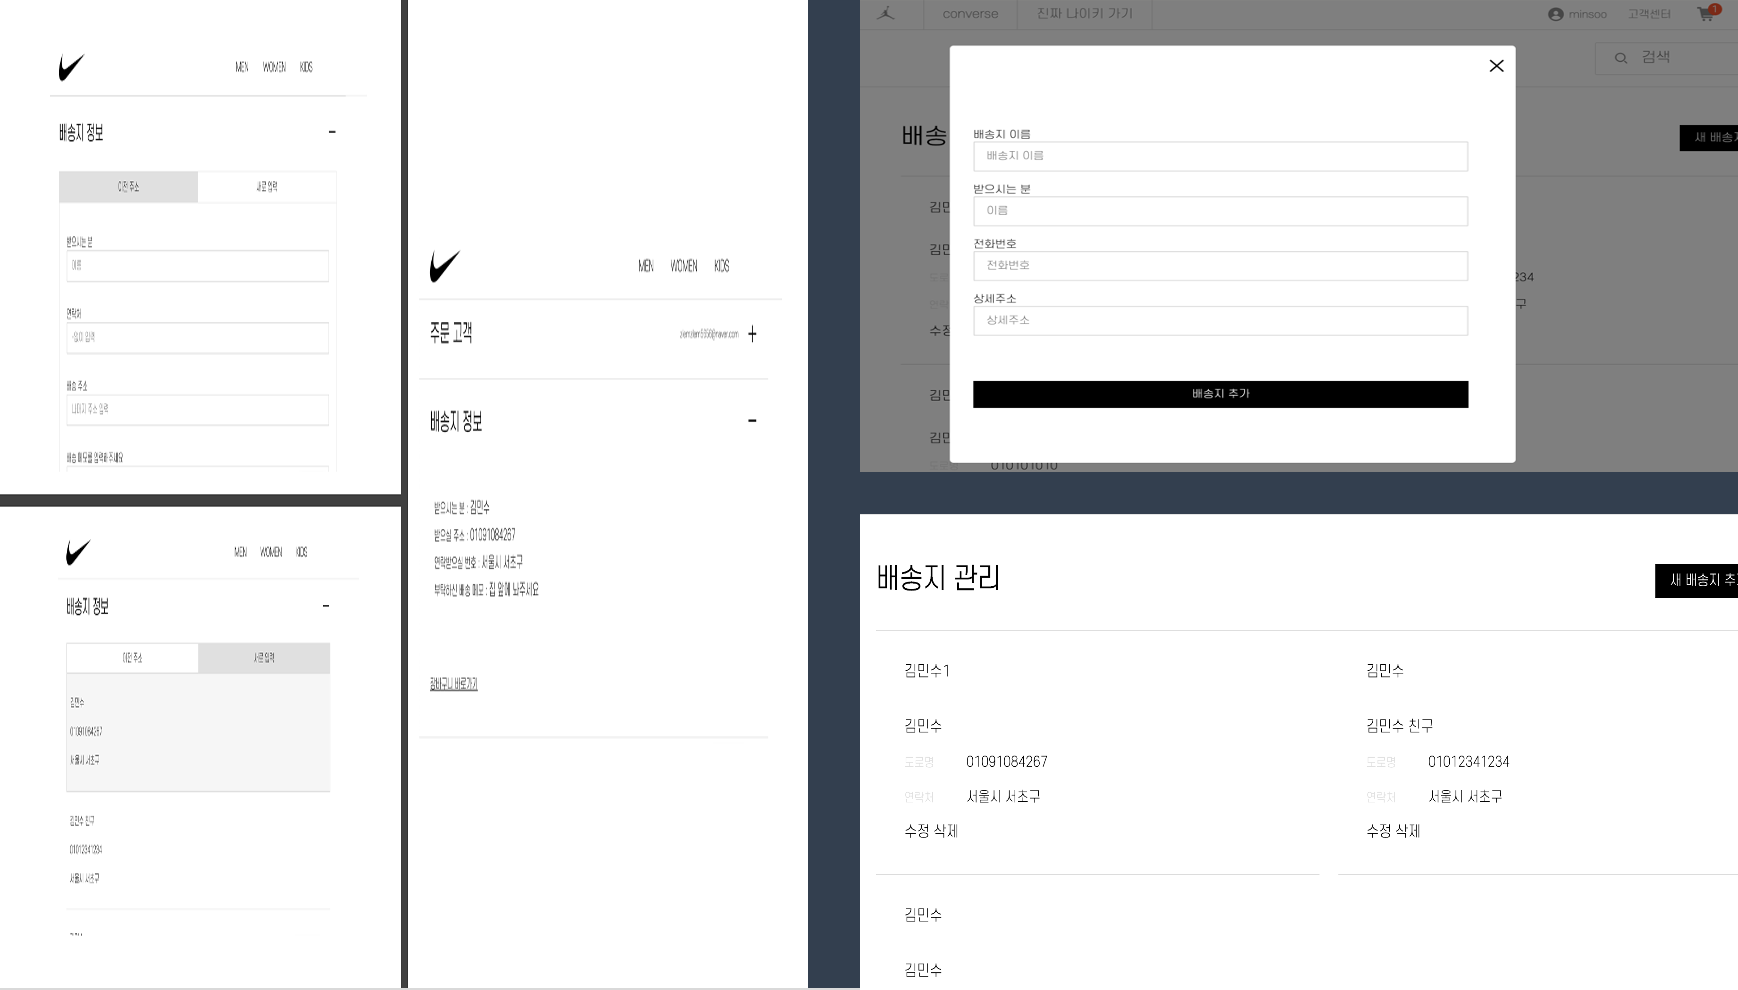 MEN WOMEN KIDS
배송지 정보 -
이전 주소 새로 입력
받으시는 분
이름
연락처
-없이 입력
배송 주소
나머지 주소 입력
배송 메모를 입력해주세요
MEN WOMEN KIDS
배송지 정보 -
이전 주소 새로 입력
김민수
01091084267
서울시 서초구
김민수 친구
01012341234
서울시 서초구
MEN WOMEN KIDS
주문 고객 +
배송지 정보 -
받으시는 분 : 김민수
받으실 주소 : 01091084267
연락받으실 번호 : 서울시 서초구
부탁하신 배송 메모 : 집 앞에 놔주세요
장바구니 바로가기
converse 진짜 나이키 가기 minsoo 고객센터 1
검색
배송
새 배송지
배송지 이름
배송지 이름
받으시는 분
이름
전화번호
전화번호
상세주소
상세주소
배송지 추가
김민
김민
도로
234
연락
구
수정
김민
김민
도로명 010101010
배송지 관리 새 배송지 추
김민수1 김민수
김민수 김민수 친구
도로명 01091084267 도로명 01012341234
연락처 서울시 서초구 연락처 서울시 서초구
수정 삭제 수정 삭제
김민수
김민수